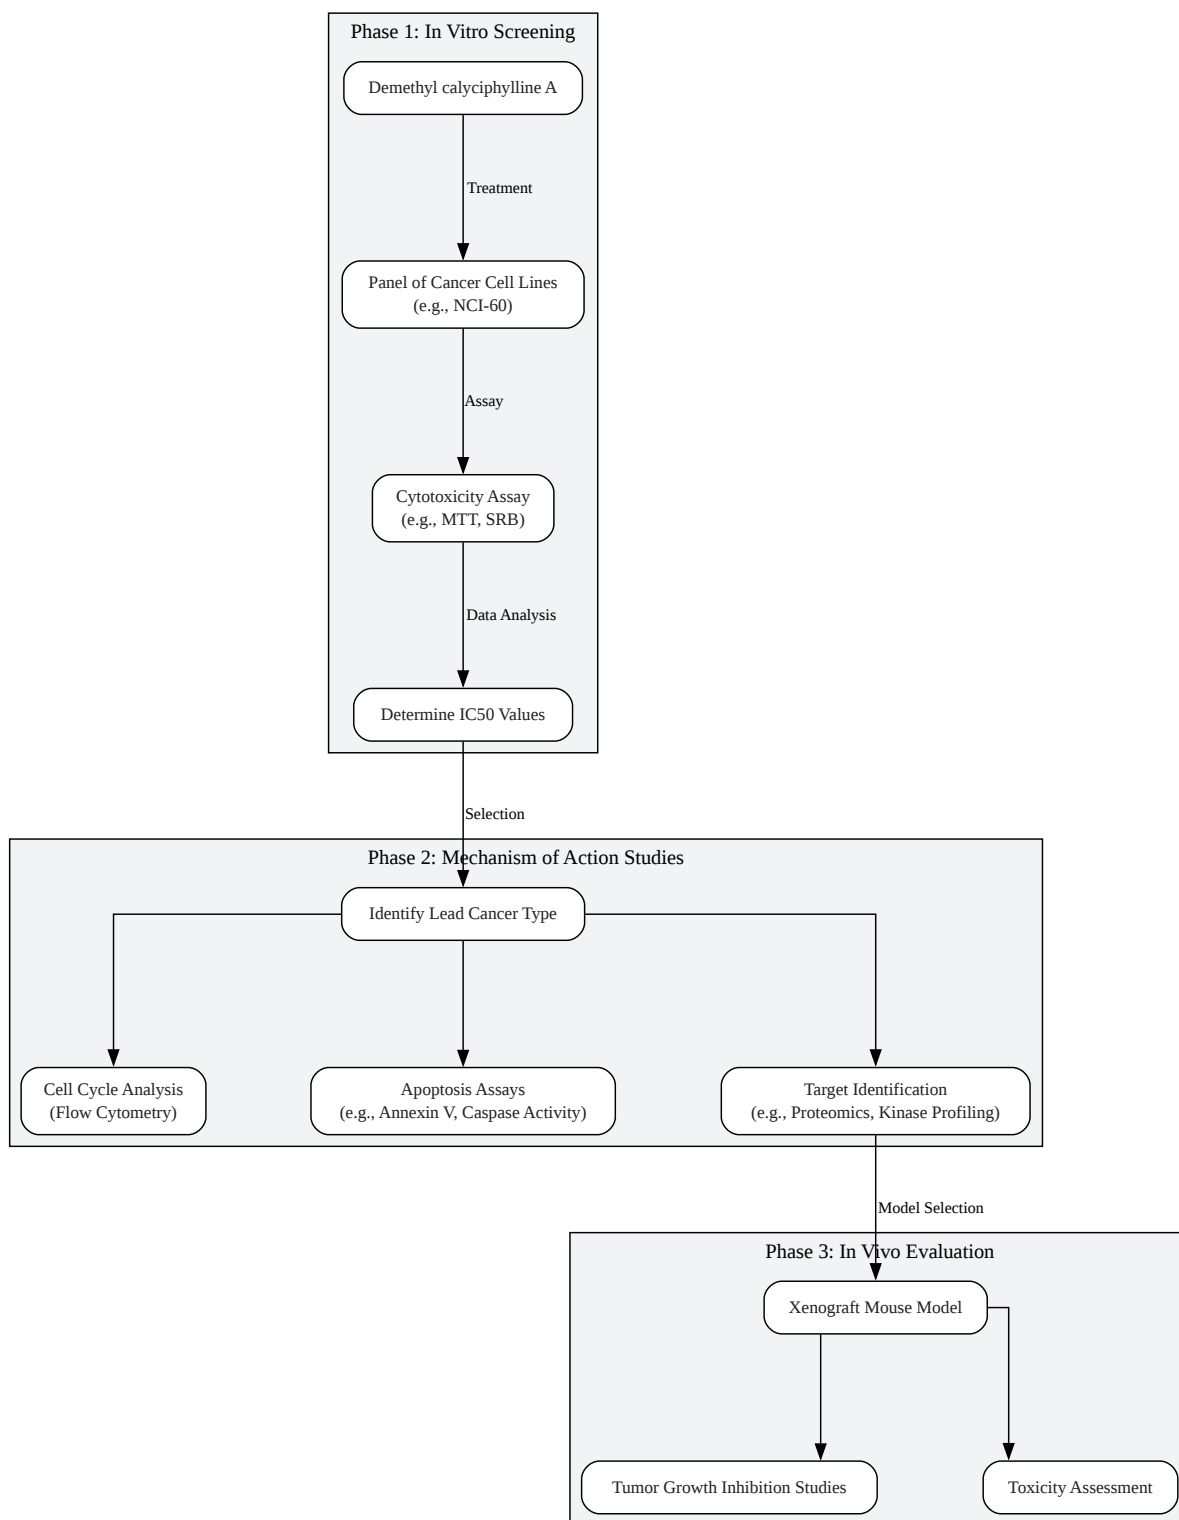 Phase 1: In Vitro Screening
Demethyl calyciphylline A
Treatment
Panel of Cancer Cell Lines
(e.g., NCI-60)
Assay
Cytotoxicity Assay
(e.g., MTT, SRB)
Data Analysis
Determine IC50 Values
Selection
Phase 2: Mechanism of Action Studies
Identify Lead Cancer Type
Cell Cycle Analysis
(Flow Cytometry)
Apoptosis Assays
(e.g., Annexin V, Caspase Activity)
Target Identification
(e.g., Proteomics, Kinase Profiling)
Model Selection
Phase 3: In Vivo Evaluation
Xenograft Mouse Model
Tumor Growth Inhibition Studies
Toxicity Assessment